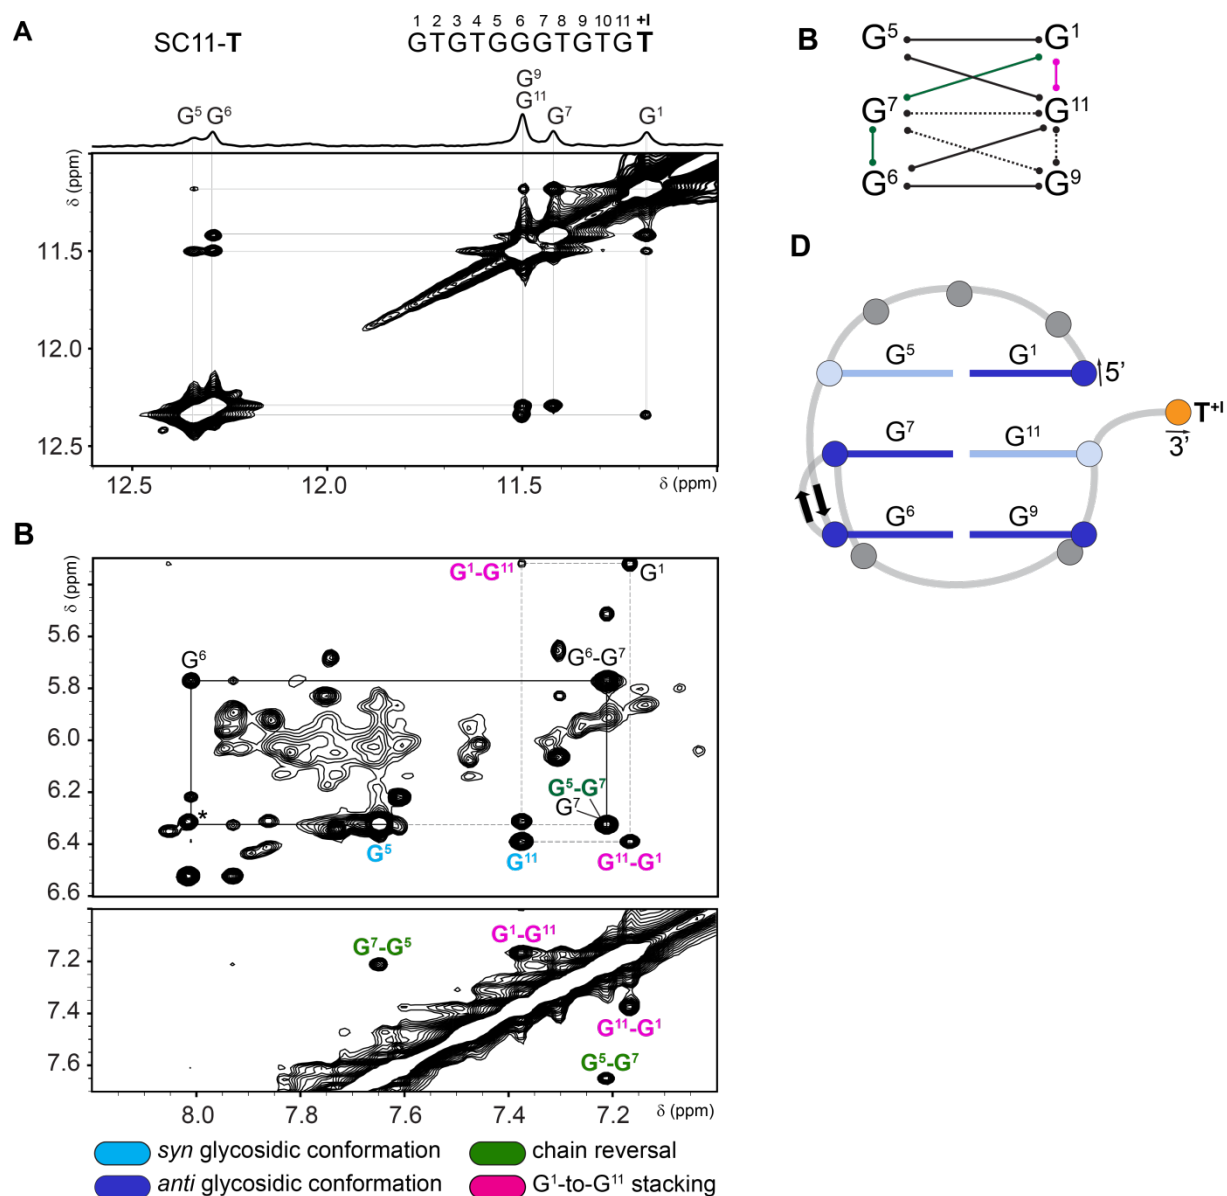 A
SC11-T
1 2 3 4 5 6 7 8 9 10 11 +I
GTGTGGGTGTGT
G⁵ G⁶
G⁹
G¹¹
G⁷
G¹
δ (ppm)
11.5
12.0
12.5
12.5 12.0 11.5 δ (ppm)
B
G⁵ G¹
G⁷ G¹¹
G⁶ G⁹
D
G⁵ G¹
5’
T⁺ᴵ
3’
G⁷ G¹¹
G⁶ G⁹
B
δ (ppm)
5.6
5.8
6.0
6.2
6.4
6.6
G¹-G¹¹ G¹
G⁶ G⁶-G⁷
G⁵-G⁷
G⁷
*
G⁵ G¹¹ G¹¹-G¹
7.2
7.4
7.6
G⁷-G⁵ G¹-G¹¹
G¹¹-G¹
G⁵-G⁷
8.0 7.8 7.6 7.4 7.2 δ (ppm)
syn glycosidic conformation
chain reversal
anti glycosidic conformation
G¹-to-G¹¹ stacking